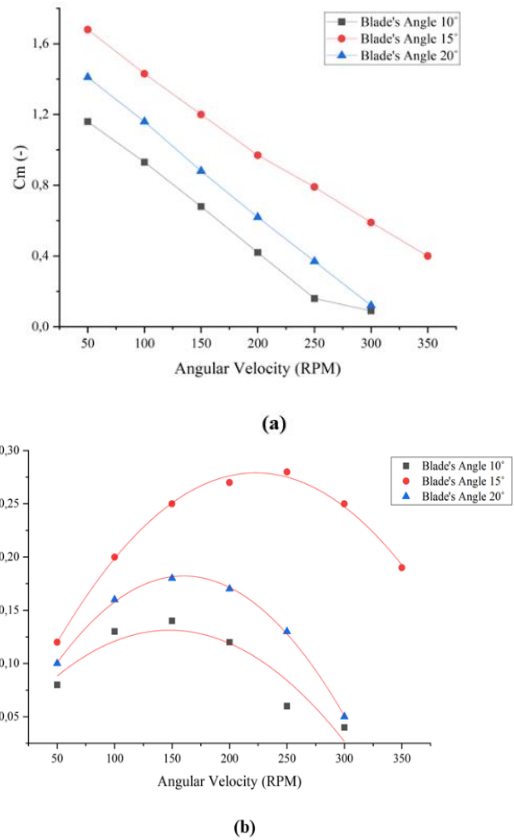 Blade's Angle 10°
Blade's Angle 15°
Blade's Angle 20°
1,6
1,2
0,8
0,4
0,0
Cm (-)
50 100 150 200 250 300 350
Angular Velocity (RPM)
(a)
0,30
0,25
0,20
0,15
0,10
0,05
Blade's Angle 10°
Blade's Angle 15°
Blade's Angle 20°
50 100 150 200 250 300 350
Angular Velocity (RPM)
(b)